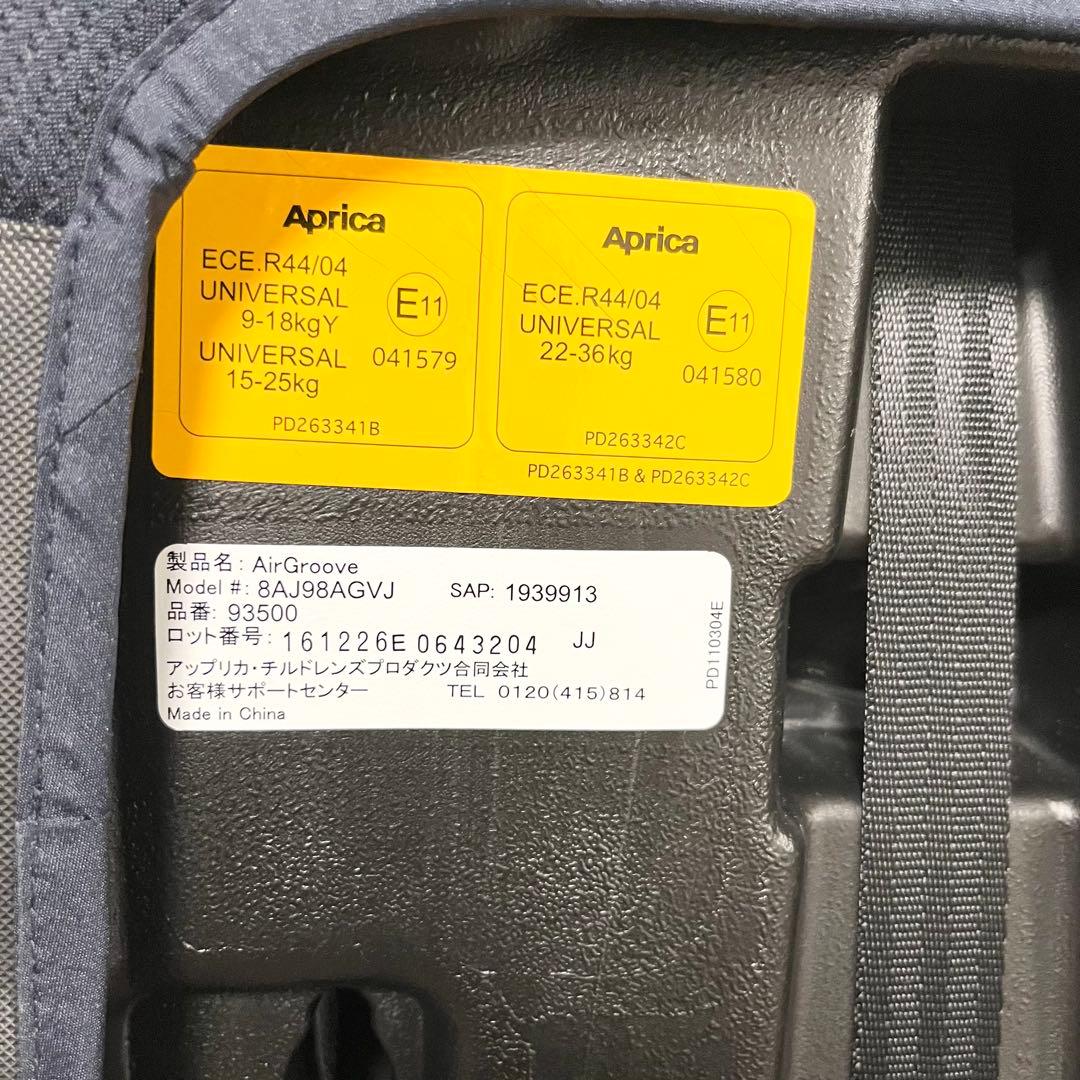 Aprica
ECE.R44/04
UNIVERSAL
9-18kgY
UNIVERSAL
15-25kg
E11
041579
PD263341B
Aprica
ECE.R44/04
UNIVERSAL
22-36kg
E11
041580
PD263342C
PD263341B & PD263342C
製品名: AirGroove
Model #: 8AJ98AGVJ SAP: 1939913
品番: 93500
ロット番号: 161226E 0643204 JJ
アップリカ・チルドレンズプロダクツ合同会社
お客様サポートセンター TEL 0120(415)814
Made in China
PD110304E